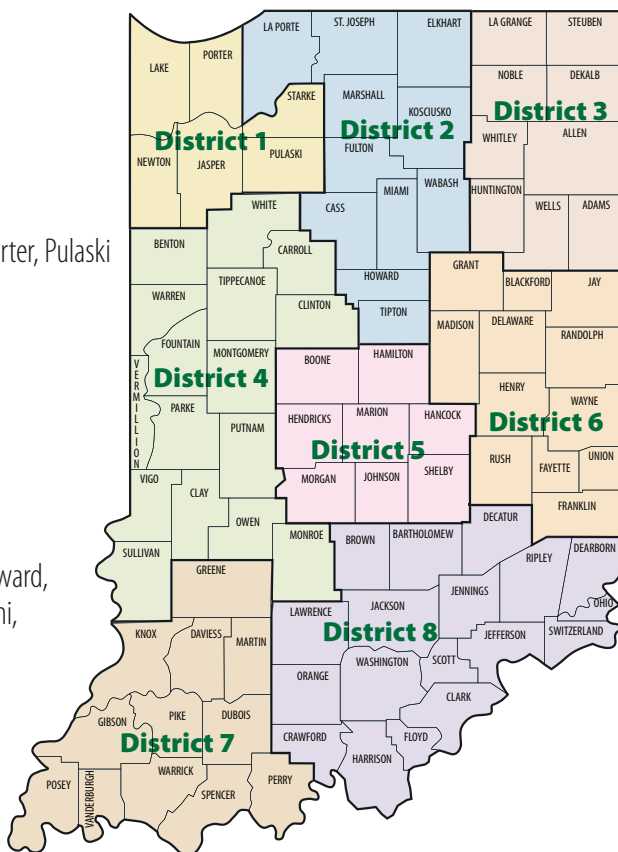 LA PORTE
ST. JOSEPH
ELKHART
LA GRANGE
STEUBEN
LAKE
PORTER
NOBLE
DEKALB
STARKE
MARSHALL
KOSCIUSKO
District 3
District 1
District 2
WHITLEY
ALLEN
NEWTON
JASPER
PULASKI
FULTON
MIAMI
WABASH
HUNTINGTON
WELLS
ADAMS
WHITE
CASS
rter, Pulaski
BENTON
CARROLL
GRANT
BLACKFORD
JAY
TIPPECANOE
HOWARD
WARREN
CLINTON
TIPTON
MADISON
DELAWARE
RANDOLPH
FOUNTAIN
MONTGOMERY
BOONE
HAMILTON
VERMILLION
District 4
HENRY
WAYNE
PARKE
PUTNAM
HENDRICKS
MARION
HANCOCK
District 6
District 5
RUSH
FAYETTE
UNION
VIGO
CLAY
MORGAN
JOHNSON
SHELBY
FRANKLIN
OWEN
DECATUR
SULLIVAN
MONROE
BROWN
BARTHOLOMEW
RIPLEY
DEARBORN
ward,
GREENE
JENNINGS
ni,
LAWRENCE
JACKSON
OHIO
KNOX
DAVIESS
MARTIN
District 8
JEFFERSON
SWITZERLAND
ORANGE
WASHINGTON
SCOTT
CLARK
GIBSON
PIKE
DUBOIS
District 7
CRAWFORD
FLOYD
HARRISON
POSEY
VANDERBURGH
WARRICK
SPENCER
PERRY